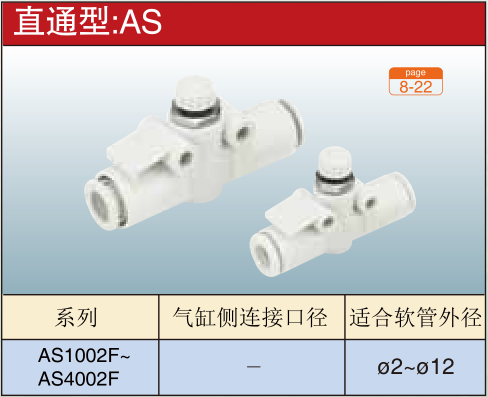 直通型:AS
page
8-22
系列 气缸侧连接口径 适合软管外径
AS1002F~
AS4002F
– ø2~ø12